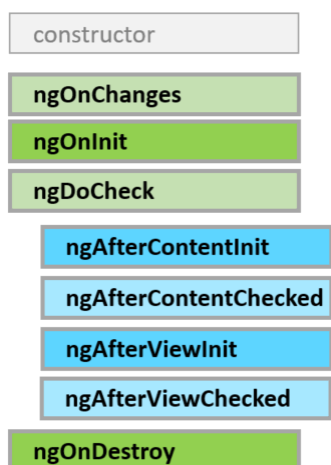 constructor
ngOnChanges
ngOnInit
ngDoCheck
ngAfterContentInit
ngAfterContentChecked
ngAfterViewInit
ngAfterViewChecked
ngOnDestroy